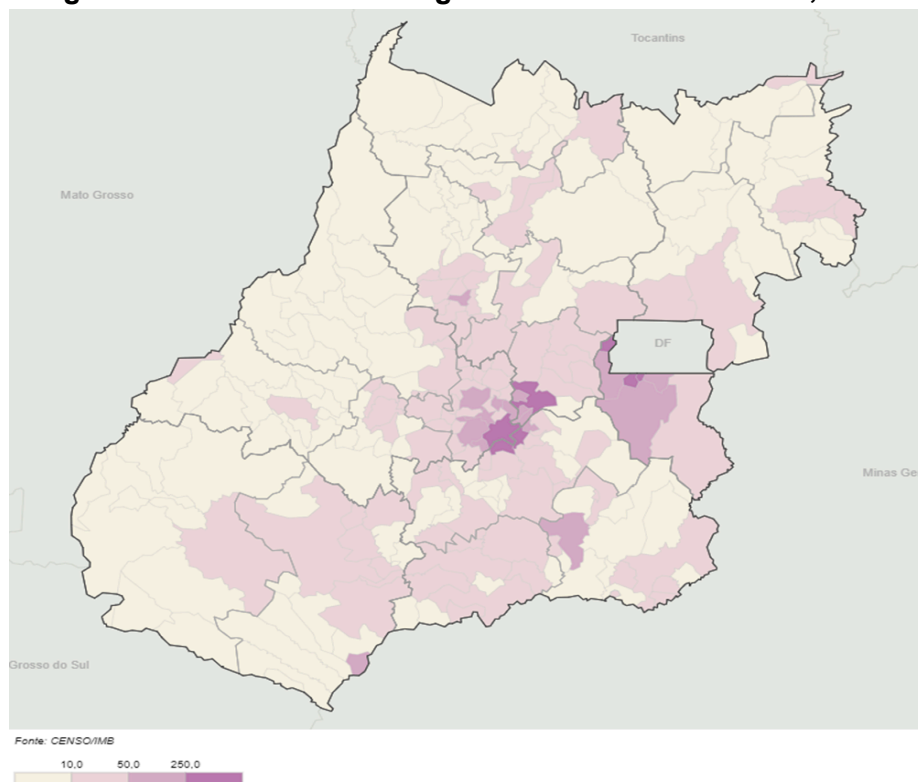 Tocantins
Mato Grosso
DF
Minas Ge
Grosso do Sul
Fonte: CENSO/IMB
10,0 50,0 250,0